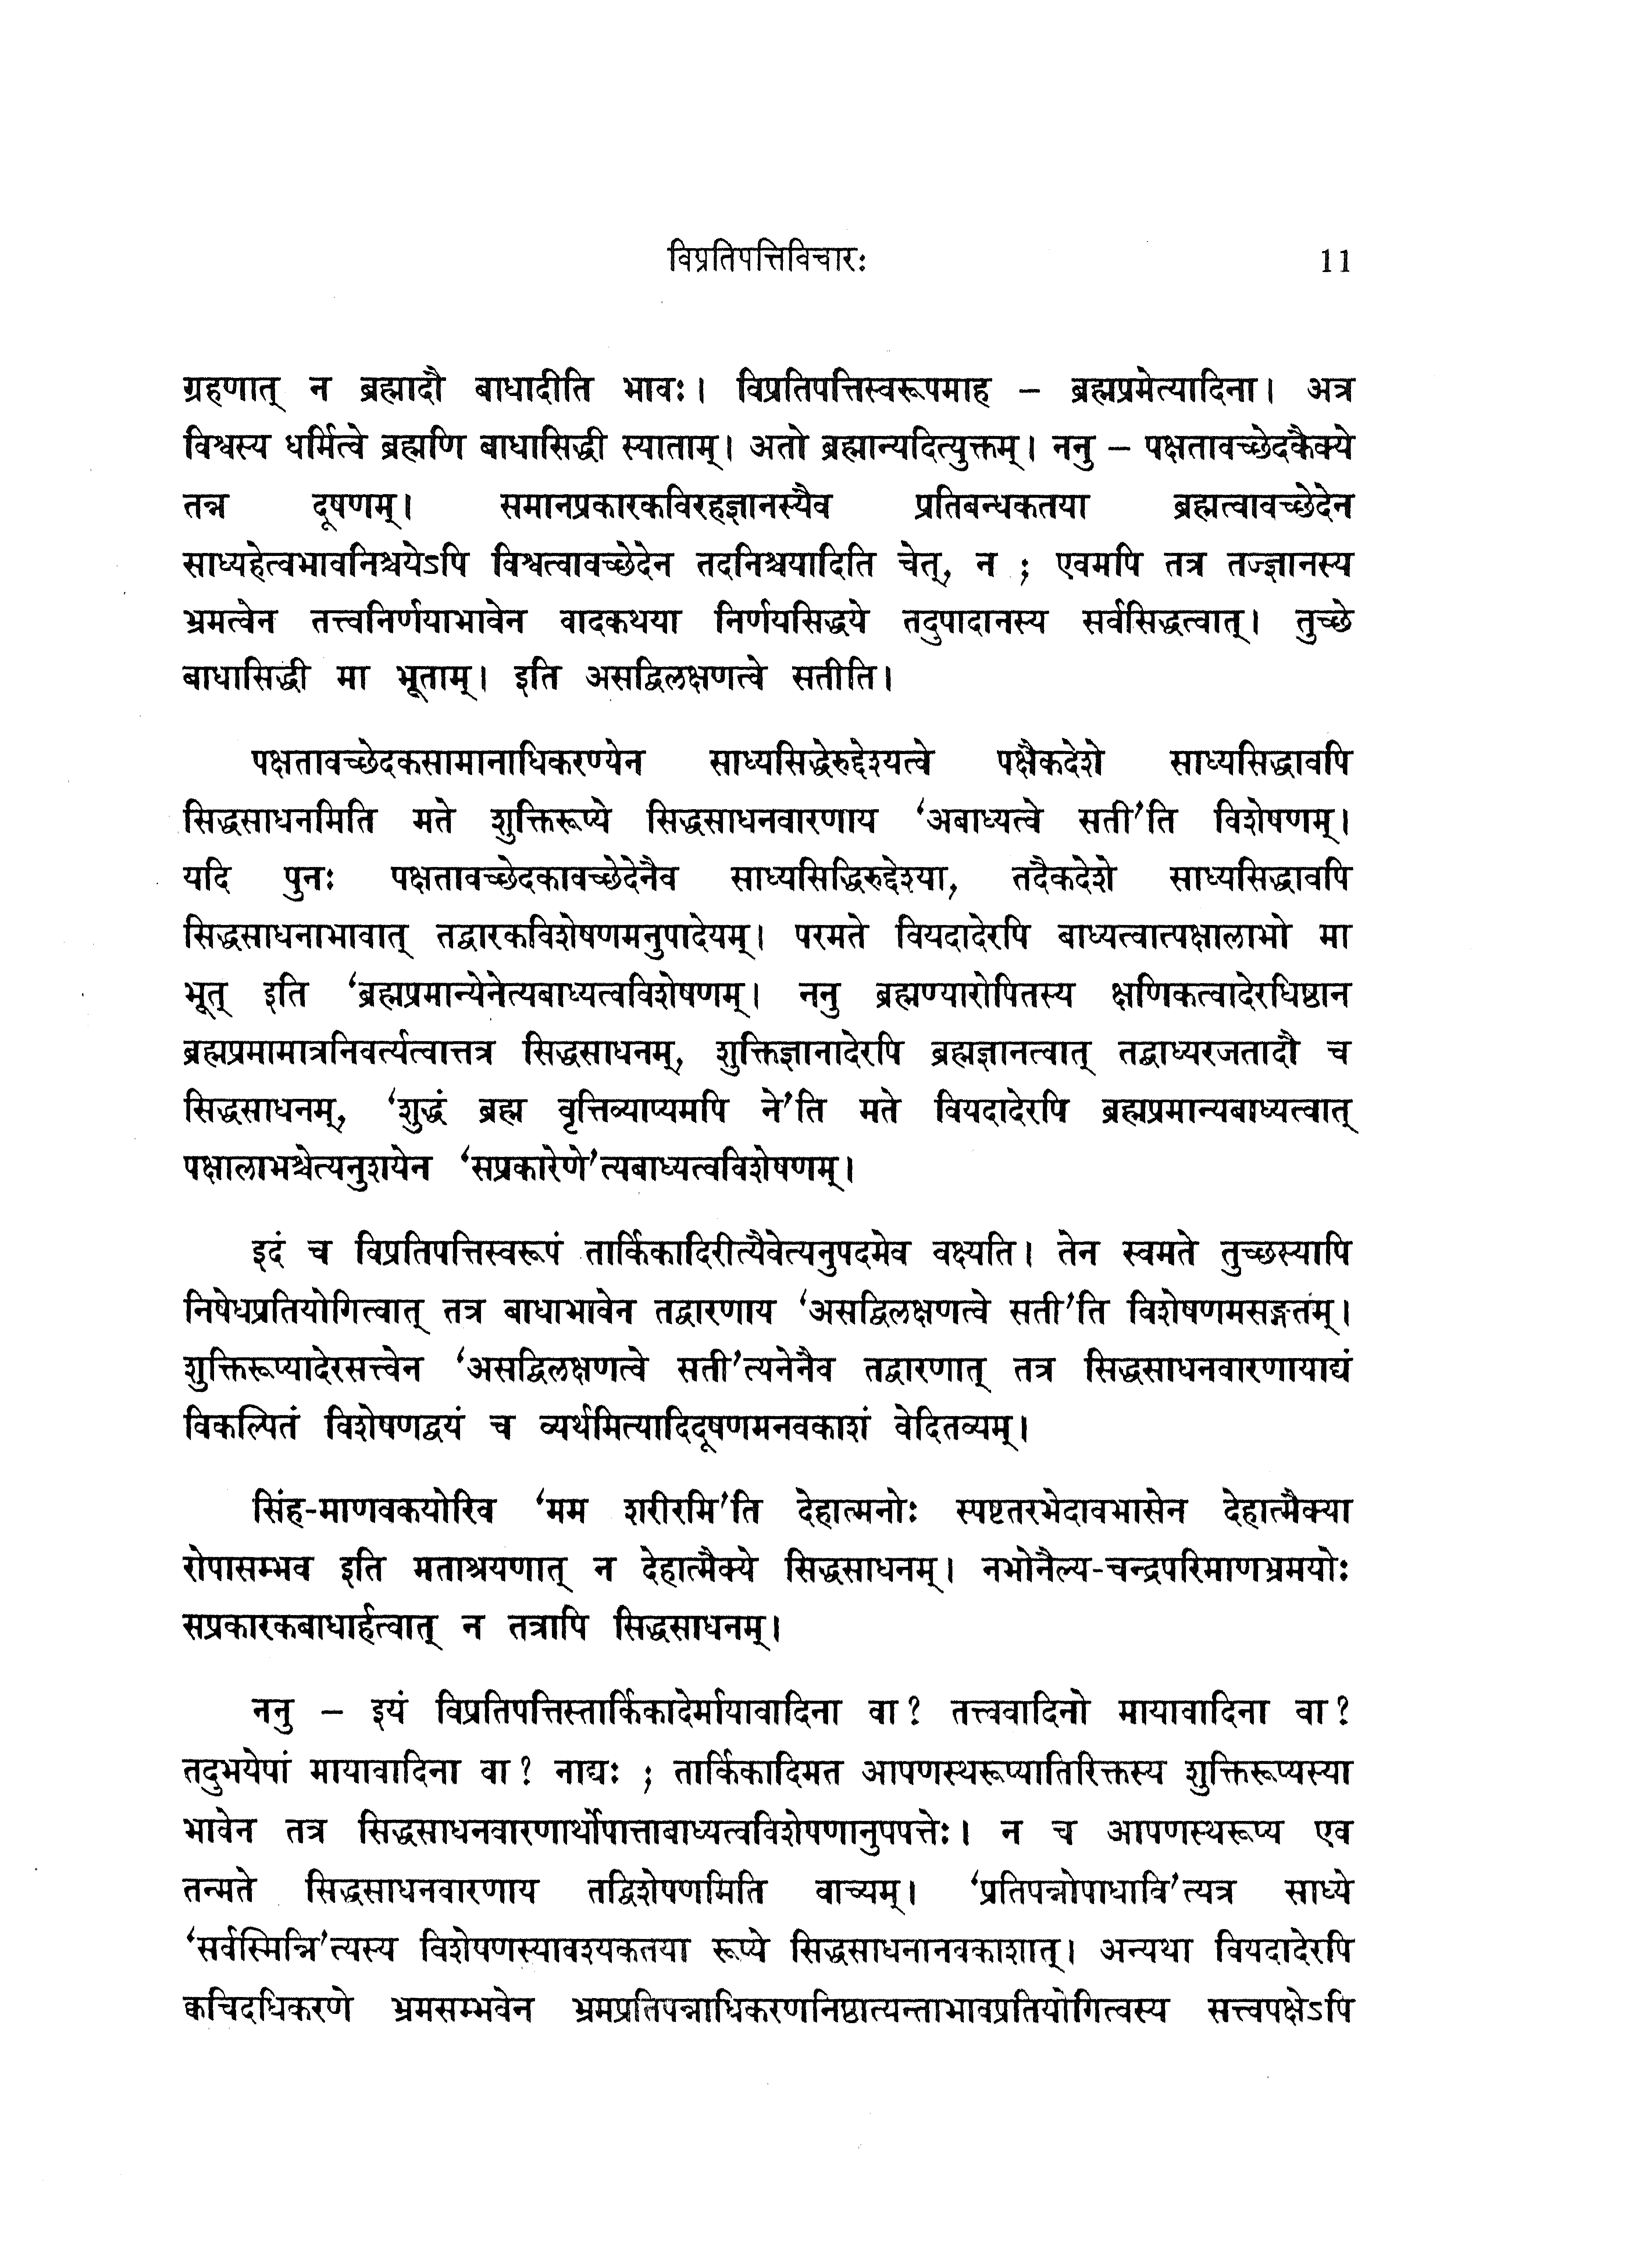 विप्रतिपत्तिविचारः 11
ग्रहणात् न ब्रह्मादौ बाधादीति भावः। विप्रतिपत्तिस्वरूपमाह – ब्रह्मप्रमेत्यादिना। अत्र
विश्वस्य धर्मित्वे ब्रह्मणि बाधासिद्धी स्याताम्। अतो ब्रह्मान्यदित्युक्तम्। ननु – पक्षतावच्छेदकैक्ये
तन्न दूषणम्। समानप्रकारकविरहज्ञानस्यैव प्रतिबन्धकतया ब्रह्मत्वावच्छेदेन
साध्यहेत्वभावनिश्चयेऽपि विश्वत्वावच्छेदेन तदनिश्चयादिति चेत्, न ; एवमपि तत्र तज्ज्ञानस्य
भ्रमत्वेन तत्त्वनिर्णयाभावेन वादकथया निर्णयसिद्धये तदुपादानस्य सर्वसिद्धत्वात्। तुच्छे
बाधासिद्धी मा भूताम्। इति असद्विलक्षणत्वे सतीति।
पक्षतावच्छेदकसामानाधिकरण्येन साध्यसिद्धेरुद्देश्यत्वे पक्षैकदेशे साध्यसिद्धावपि
सिद्धसाधनमिति मते शुक्तिरूप्ये सिद्धसाधनवारणाय ‘अबाध्यत्वे सती’ति विशेषणम्।
यदि पुनः पक्षतावच्छेदकावच्छेदेनैव साध्यसिद्धिरुद्देश्या, तदैकदेशे साध्यसिद्धावपि
सिद्धसाधनाभावात् तद्वारकविशेषणमनुपादेयम्। परमते वियदादेरपि बाध्यत्वात्पक्षालाभो मा
भूत् इति ‘ब्रह्मप्रमान्येनेत्यबाध्यत्वविशेषणम्। ननु ब्रह्मण्यारोपितस्य क्षणिकत्वादेरधिष्ठान
ब्रह्मप्रमामात्रनिवर्त्यत्वात्तत्र सिद्धसाधनम्, शुक्तिज्ञानादेरपि ब्रह्मज्ञानत्वात् तद्बाध्यरजतादौ च
सिद्धसाधनम्, ‘शुद्धं ब्रह्म वृत्तिव्याप्यमपि ने’ति मते वियदादेरपि ब्रह्मप्रमान्यबाध्यत्वात्
पक्षालाभश्चेत्यनुशयेन ‘सप्रकारेणे’त्यबाध्यत्वविशेषणम्।
इदं च विप्रतिपत्तिस्वरूपं तार्किकादिरीत्यैवेत्यनुपदमेव वक्ष्यति। तेन स्वमते तुच्छस्यापि
निषेधप्रतियोगित्वात् तत्र बाधाभावेन तद्वारणाय ‘असद्विलक्षणत्वे सती’ति विशेषणमसङ्गतम्।
शुक्तिरूप्यादेरसत्त्वेन ‘असद्विलक्षणत्वे सती’त्यनेनैव तद्वारणात् तत्र सिद्धसाधनवारणायाद्यं
विकल्पितं विशेषणद्वयं च व्यर्थमित्यादिदूषणमनवकाशं वेदितव्यम्।
सिंह-माणवकयोरिव ‘मम शरीरमि’ति देहात्मनोः स्पष्टतरभेदावभासेन देहात्मैक्या
रोपासम्भव इति मताश्रयणात् न देहात्मैक्ये सिद्धसाधनम्। नभोनैल्य-चन्द्रपरिमाणभ्रमयोः
सप्रकारकबाधार्हत्वात् न तत्रापि सिद्धसाधनम्।
ननु – इयं विप्रतिपत्तिस्तार्किकादेर्मायावादिना वा? तत्त्ववादिनो मायावादिना वा?
तदुभयेषां मायावादिना वा? नाद्यः ; तार्किकादिमत आपणस्थरूप्यातिरिक्तस्य शुक्तिरूप्यस्या
भावेन तत्र सिद्धसाधनवारणार्थोपात्ताबाध्यत्वविशेषणानुपपत्तेः। न च आपणस्थरूप्य एव
तन्मते सिद्धसाधनवारणाय तद्विशेषणमिति वाच्यम्। ‘प्रतिपन्नोपाधावि’त्यत्र साध्ये
‘सर्वस्मिन्नि’त्यस्य विशेषणस्यावश्यकतया रूप्ये सिद्धसाधनानवकाशात्। अन्यथा वियदादेरपि
क्वचिदधिकरणे भ्रमसम्भवेन भ्रमप्रतिपन्नाधिकरणनिष्ठात्यन्ताभावप्रतियोगित्वस्य सत्त्वपक्षेऽपि